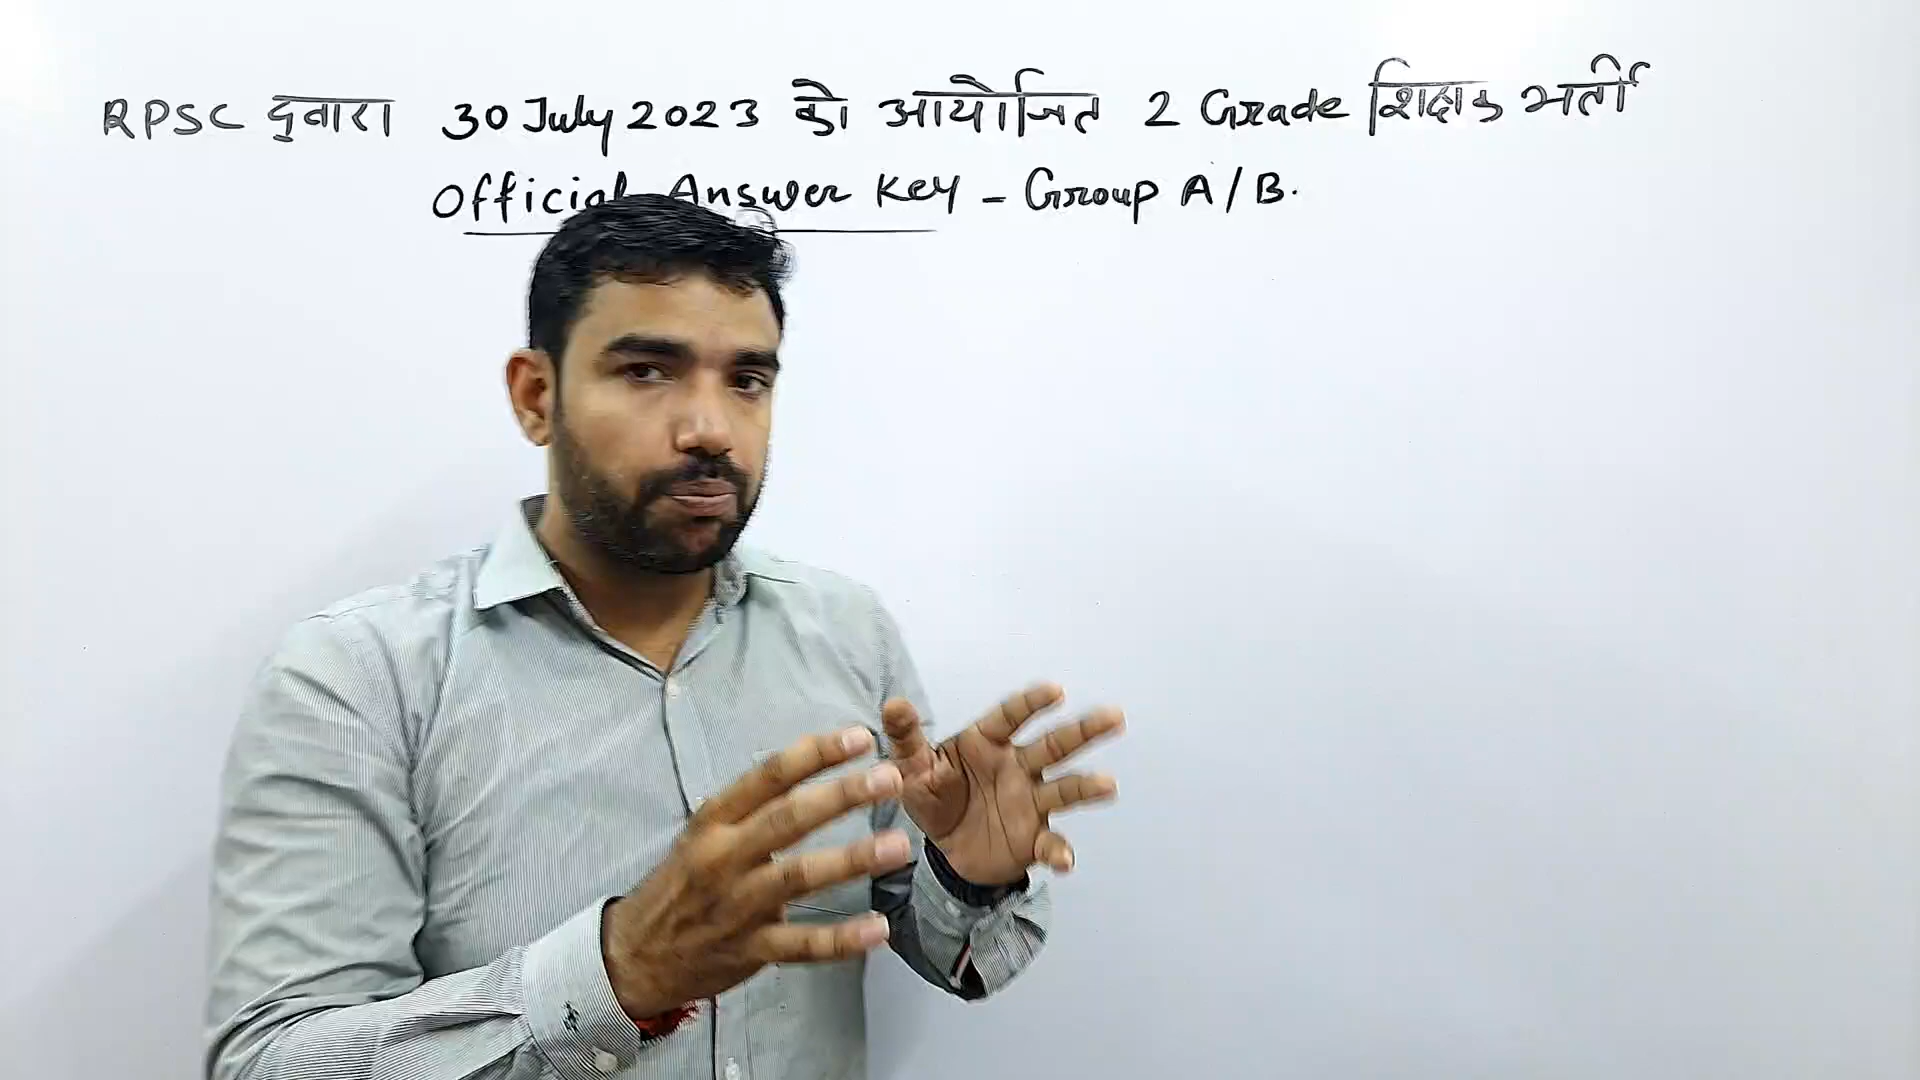 RPSC दुवारा 30 July 2023 को आयोजित 2 Grade शिक्षक भर्ती
Official Answer Key - Group A/B.